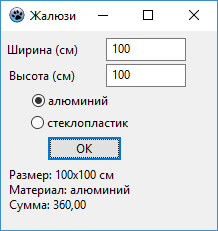 Жалюзи
Ширина (см) 100
Высота (см) 100
алюминий
стеклопластик
OK
Размер: 100x100 см
Материал: алюминий
Сумма: 360,00